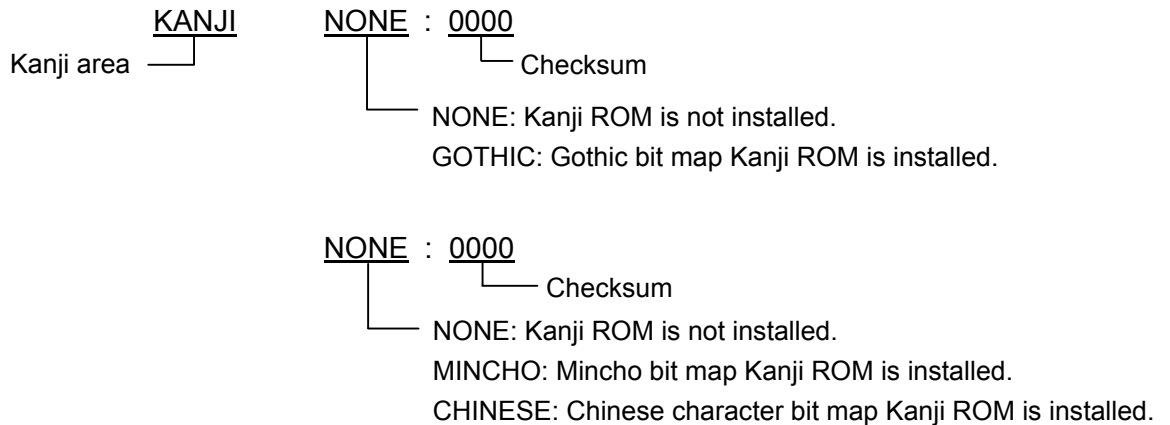 KANJI NONE : 0000
Kanji area
Checksum
NONE: Kanji ROM is not installed.
GOTHIC: Gothic bit map Kanji ROM is installed.
NONE : 0000
Checksum
NONE: Kanji ROM is not installed.
MINCHO: Mincho bit map Kanji ROM is installed.
CHINESE: Chinese character bit map Kanji ROM is installed.